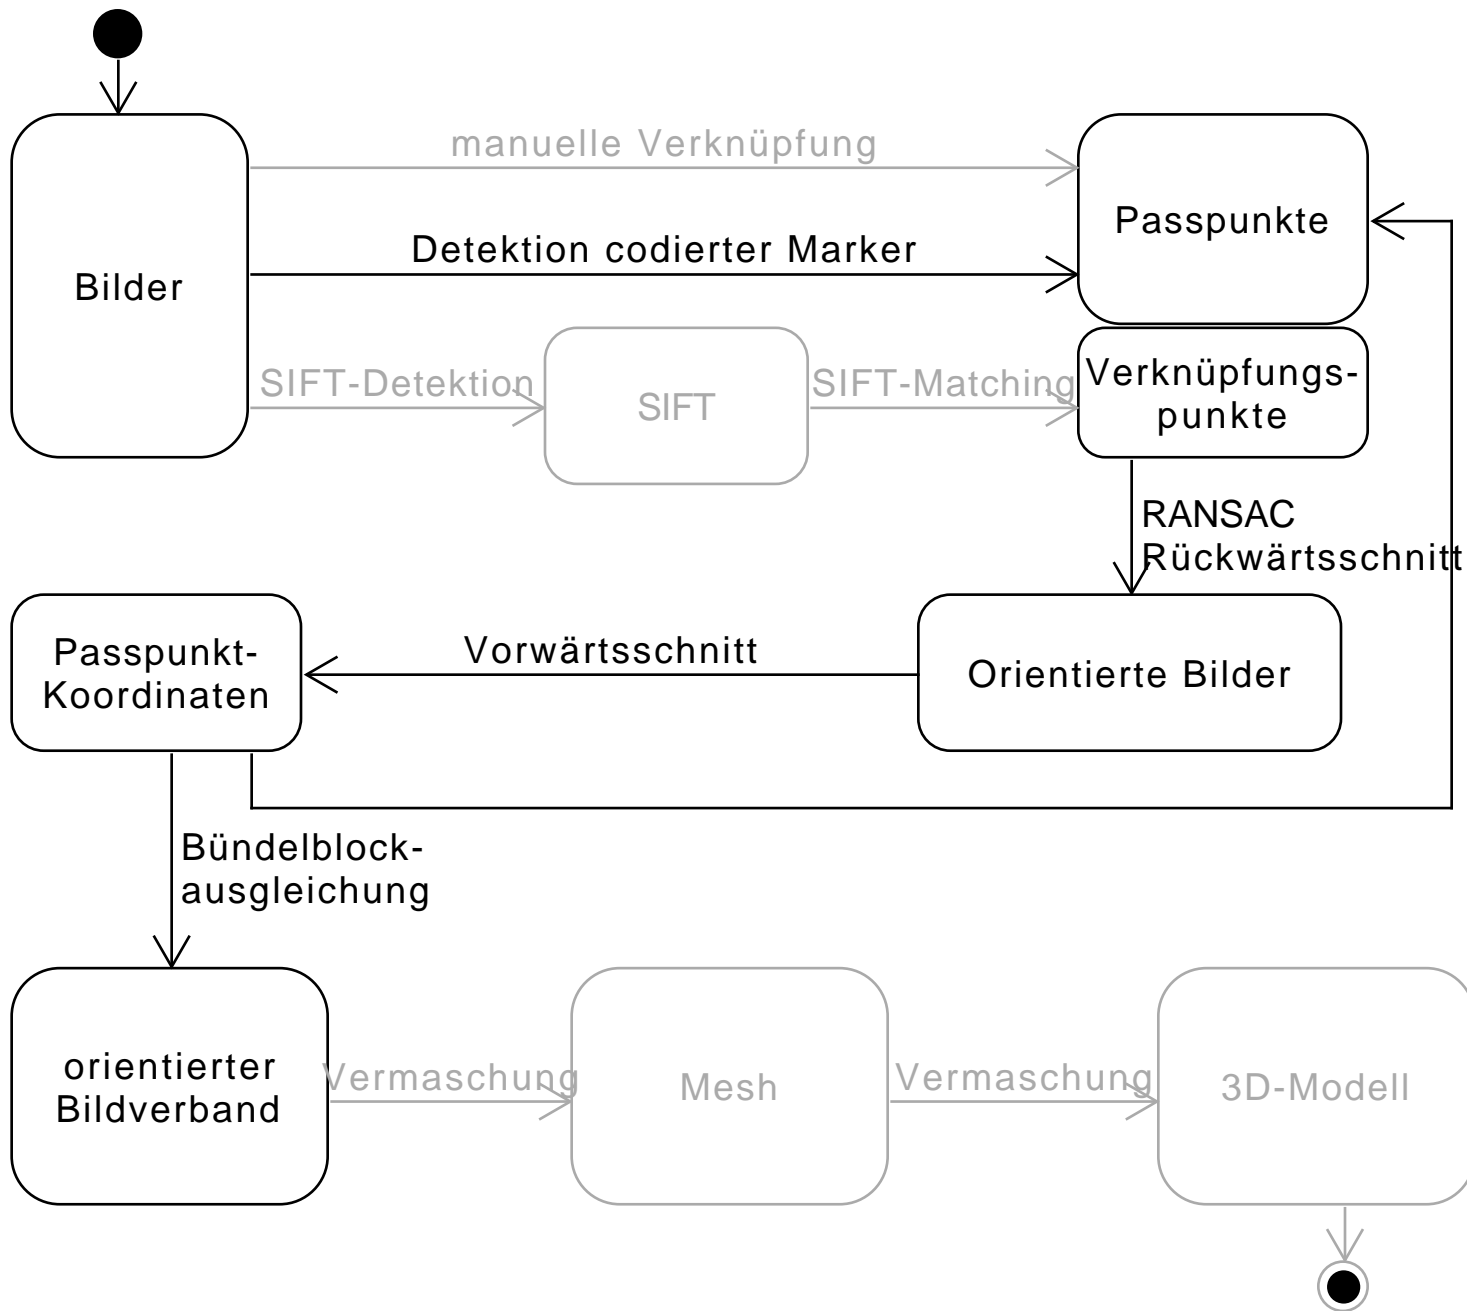 manuelle Verknüpfung
Passpunkte
Detektion codierter Marker
Bilder
SIFT-Detektion
SIFT
SIFT-Matching
Verknüpfungs-
punkte
RANSAC
Rückwärtsschnitt
Passpunkt-
Koordinaten
Vorwärtsschnitt
Orientierte Bilder
Bündelblock-
ausgleichung
orientierter
Bildverband
Vermaschung
Mesh
Vermaschung
3D-Modell